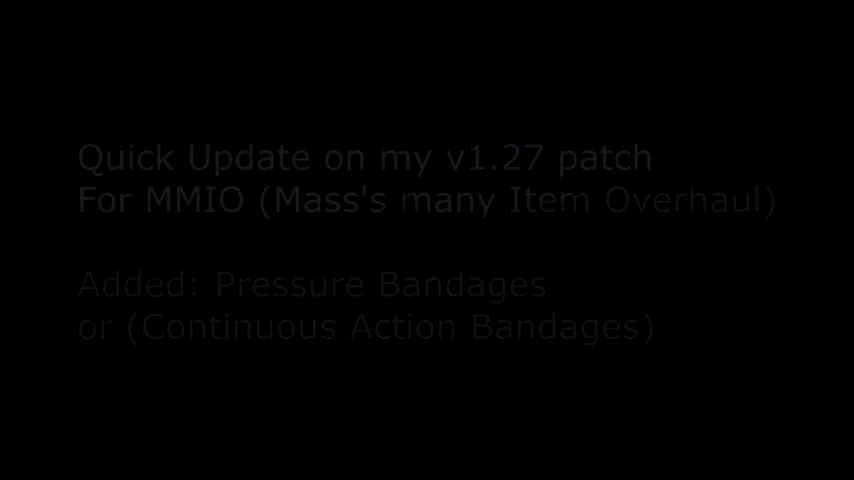 Quick Update on my v1.27 patch
For MMIO (Mass's many Item Overhaul)
Added: Pressure Bandages
or (Continuous Action Bandages)